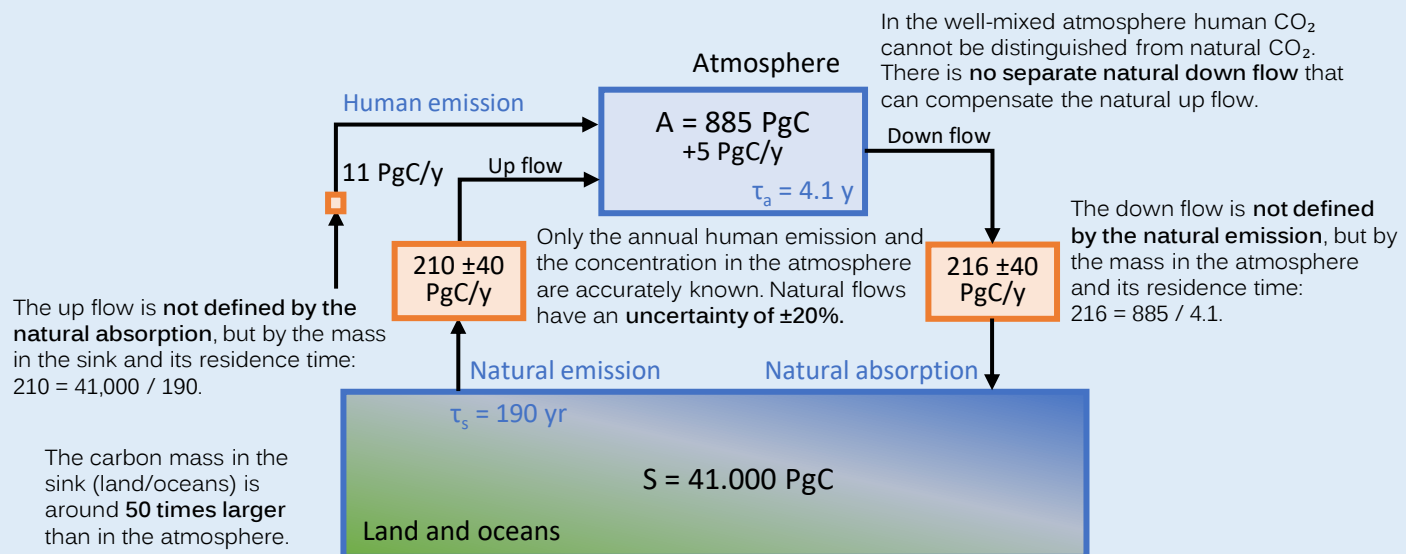 In the well-mixed atmosphere human CO₂
cannot be distinguished from natural CO₂.
There is no separate natural down flow that
can compensate the natural up flow.
Atmosphere
Human emission
A = 885 PgC
+5 PgC/y
τₐ = 4.1 y
Down flow
11 PgC/y
Up flow
The down flow is not defined
by the natural emission, but by
the mass in the atmosphere
and its residence time:
216 = 885 / 4.1.
Only the annual human emission and
the concentration in the atmosphere
are accurately known. Natural flows
have an uncertainty of ±20%.
210 ±40
PgC/y
216 ±40
PgC/y
The up flow is not defined by the
natural absorption, but by the mass
in the sink and its residence time:
210 = 41,000 / 190.
Natural emission
Natural absorption
τₛ = 190 yr
The carbon mass in the
sink (land/oceans) is
around 50 times larger
than in the atmosphere.
S = 41.000 PgC
Land and oceans